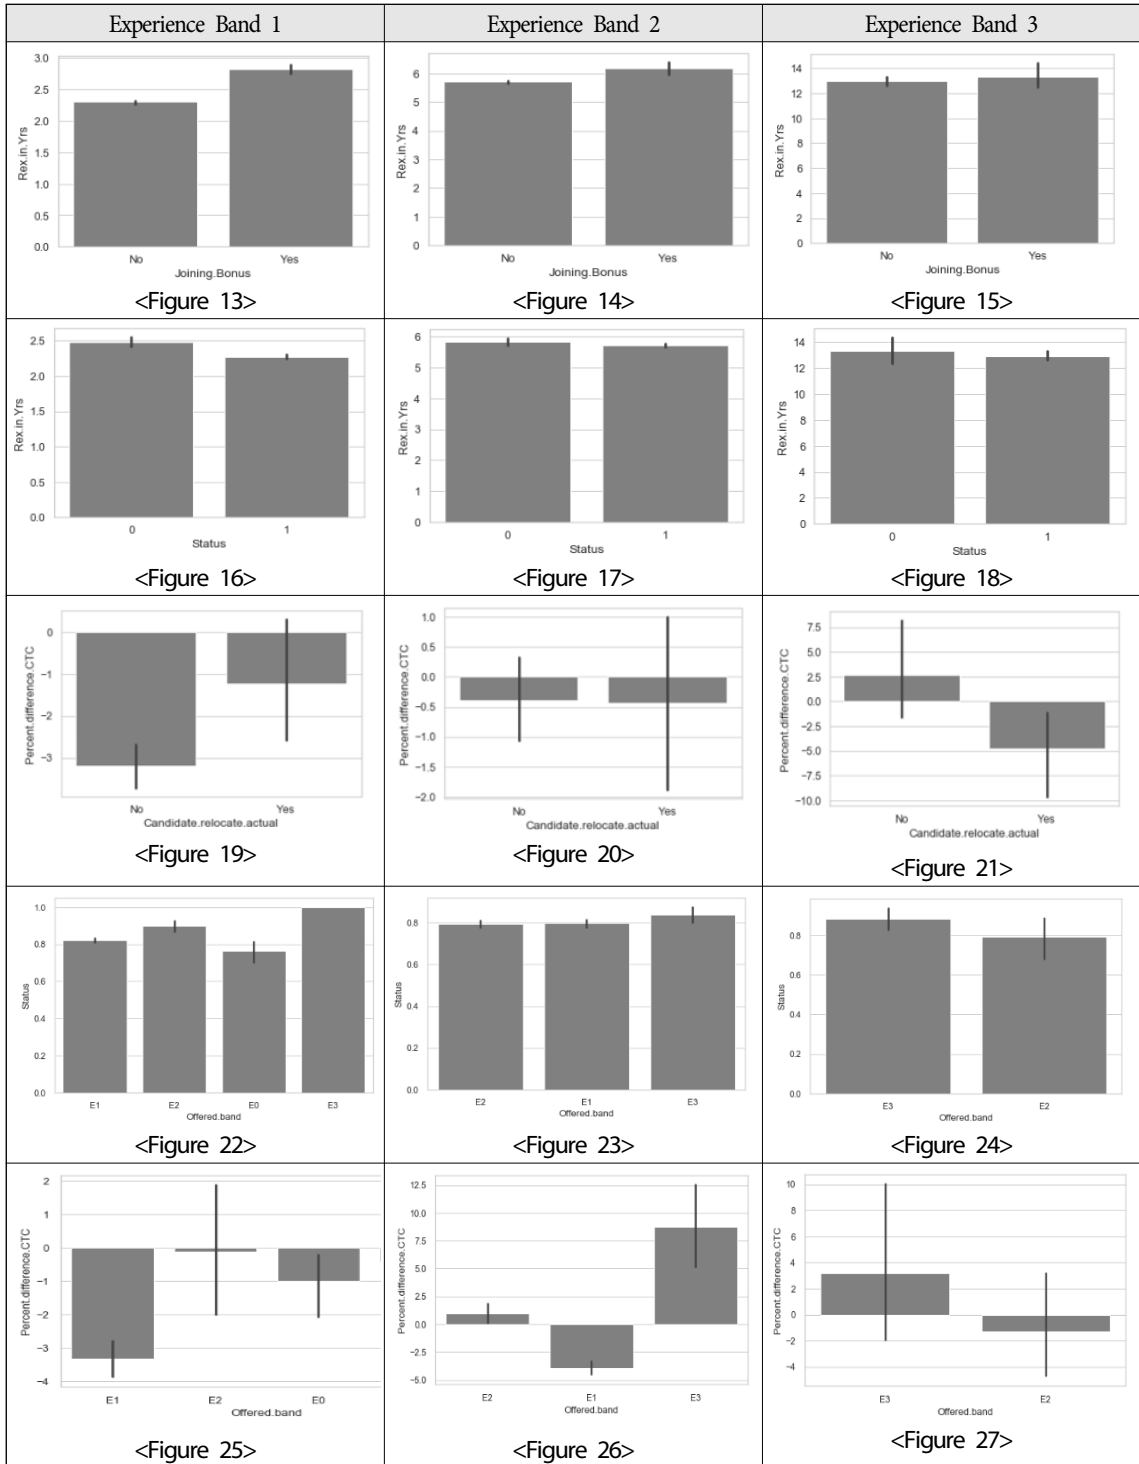 Experience Band 1
Experience Band 2
Experience Band 3
3.0
2.5
2.0
1.5
1.0
0.5
0.0
Rex.in.Yrs
No
Yes
Joining.Bonus
<Figure 13>
6
5
4
3
2
1
0
Rex.in.Yrs
No
Yes
Joining.Bonus
<Figure 14>
14
12
10
8
6
4
2
0
Rex.in.Yrs
No
Yes
Joining.Bonus
<Figure 15>
2.5
2.0
1.5
1.0
0.5
0.0
Rex.in.Yrs
0
1
Status
<Figure 16>
6
5
4
3
2
1
0
Rex.in.Yrs
0
1
Status
<Figure 17>
14
12
10
8
6
4
2
0
Rex.in.Yrs
0
1
Status
<Figure 18>
0
−1
−2
−3
Percent.difference.CTC
No
Yes
Candidate.relocate.actual
<Figure 19>
1.0
0.5
0.0
−0.5
−1.0
−1.5
−2.0
Percent.difference.CTC
No
Yes
Candidate.relocate.actual
<Figure 20>
7.5
5.0
2.5
0.0
−2.5
−5.0
−7.5
−10.0
Percent.difference.CTC
No
Yes
Candidate.relocate.actual
<Figure 21>
1.0
0.8
0.6
0.4
0.2
0.0
Status
E1
E2
E0
E3
Offered.band
<Figure 22>
0.8
0.6
0.4
0.2
0.0
Status
E2
E1
E3
Offered.band
<Figure 23>
0.8
0.6
0.4
0.2
0.0
Status
E3
E2
Offered.band
<Figure 24>
2
1
0
−1
−2
−3
−4
Percent.difference.CTC
E1
E2
E0
Offered.band
<Figure 25>
12.5
10.0
7.5
5.0
2.5
0.0
−2.5
−5.0
Percent.difference.CTC
E2
E1
E3
Offered.band
<Figure 26>
10
8
6
4
2
0
−2
−4
Percent.difference.CTC
E3
E2
Offered.band
<Figure 27>